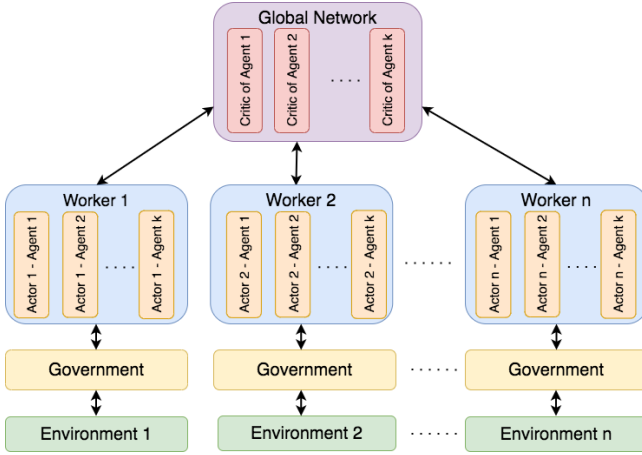 Global Network
Critic of Agent 1
Critic of Agent 2
....
Critic of Agent k
Worker 1
Actor 1 - Agent 1
Actor 1 - Agent 2
....
Actor 1 - Agent k
Worker 2
Actor 2 - Agent 1
Actor 2 - Agent 2
....
Actor 2 - Agent k
......
Worker n
Actor n - Agent 1
Actor n - Agent 2
....
Actor n - Agent k
Government
Government
......
Government
Environment 1
Environment 2
......
Environment n